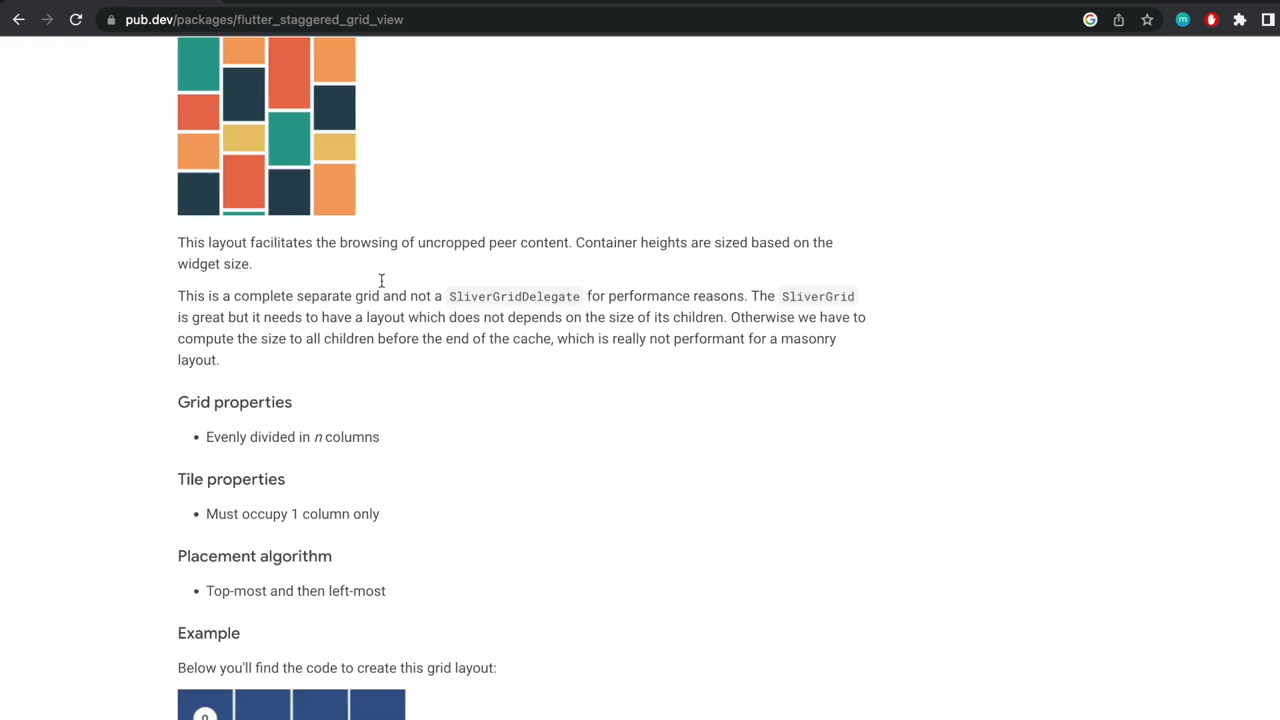 pub.dev/packages/flutter_staggered_grid_view
This layout facilitates the browsing of uncropped peer content. Container heights are sized based on the
widget size.
This is a complete separate grid and not a SliverGridDelegate for performance reasons. The SliverGrid
is great but it needs to have a layout which does not depends on the size of its children. Otherwise we have to
compute the size to all children before the end of the cache, which is really not performant for a masonry
layout.
Grid properties
• Evenly divided in n columns
Tile properties
• Must occupy 1 column only
Placement algorithm
• Top-most and then left-most
Example
Below you'll find the code to create this grid layout:
0